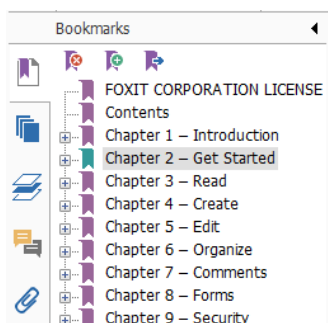 Bookmarks
FOXIT CORPORATION LICENSE
Contents
Chapter 1 – Introduction
Chapter 2 – Get Started
Chapter 3 – Read
Chapter 4 – Create
Chapter 5 – Edit
Chapter 6 – Organize
Chapter 7 – Comments
Chapter 8 – Forms
Chapter 9 – Security